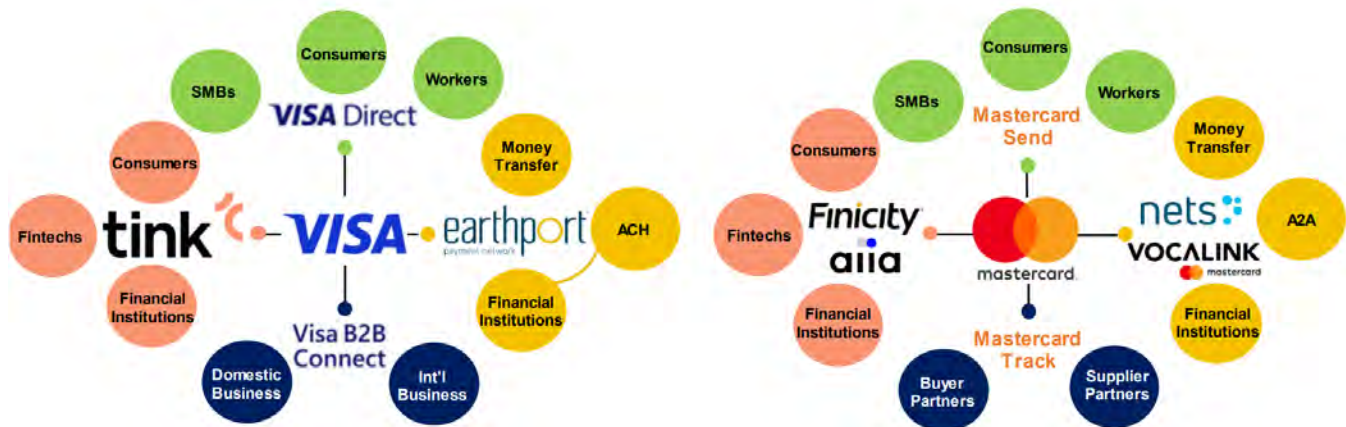 Consumers
SMBs
Workers
VISA Direct
Consumers
Money
Transfer
Fintechs
tink
VISA
earthport
payment network
ACH
Financial
Institutions
Financial
Institutions
Visa B2B
Connect
Domestic
Business
Int'l
Business
Consumers
SMBs
Workers
Mastercard
Send
Consumers
Money
Transfer
Fintechs
Finicity
aiia
mastercard
nets
VOCALINK
mastercard
A2A
Financial
Institutions
Financial
Institutions
Mastercard
Track
Buyer
Partners
Supplier
Partners